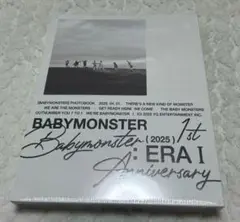 (BABYMONSTER) PHOTOBOOK 2025. 04. 01. THERE'S A NEW KIND OF MONSTER
WE ARE THE MONSTERS GET READY HERE WE COME THE BABY MONSTERS
OUTNUMBER YOU 7 TO 1 WE'RE BABYMONSTER (C) 2025 YG ENTERTAINMENT INC.
BABYMONSTER 1st
Babymonster (2025)
: ERA I
Anniversary